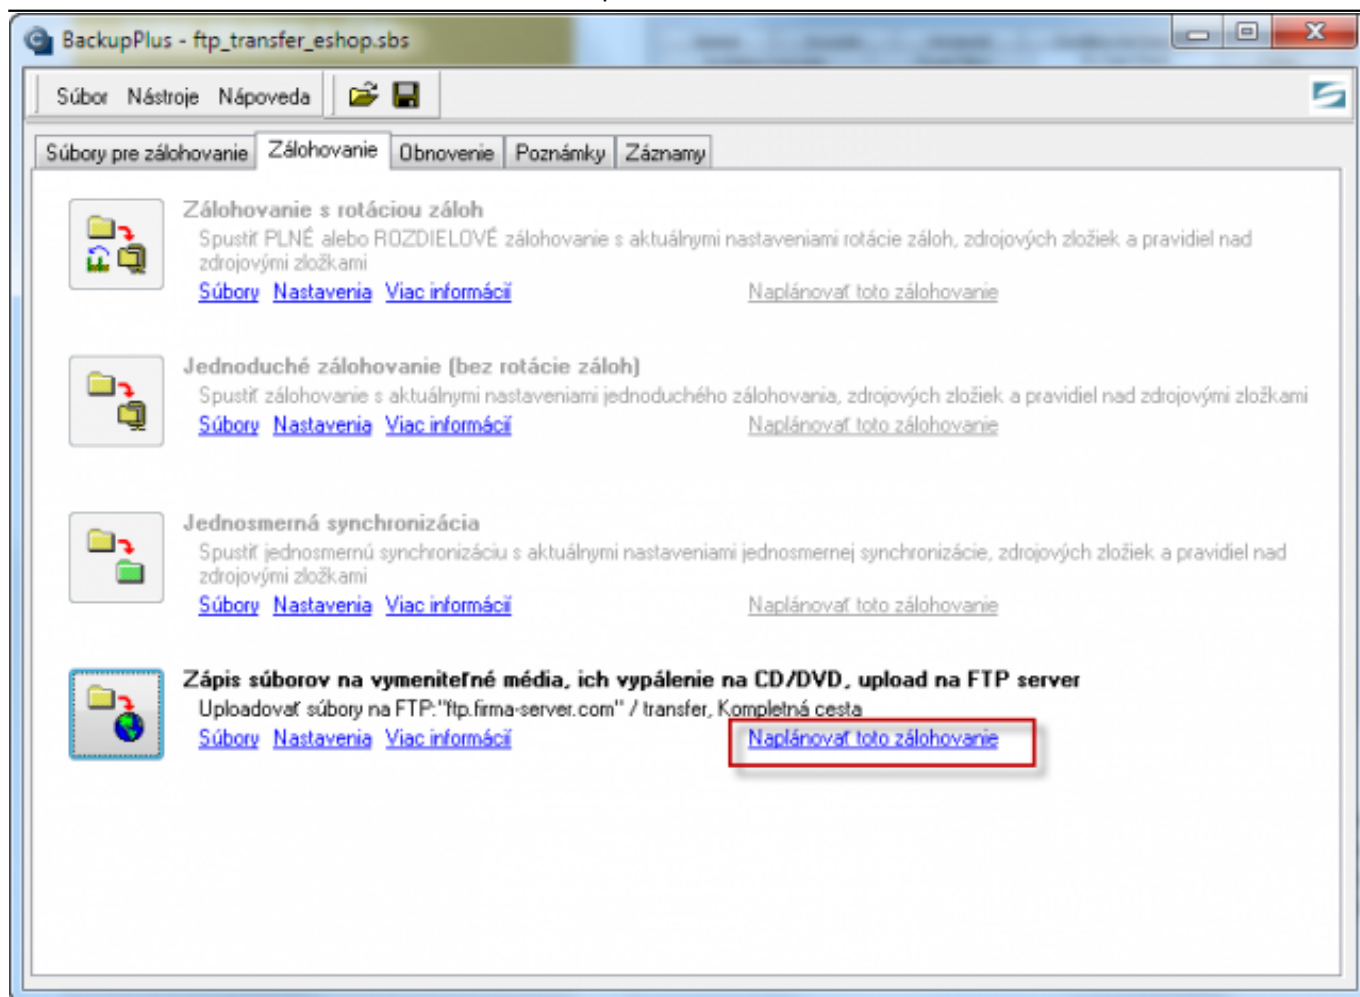 BackupPlus - ftp_transfer_eshop.sbs
Súbor Nástroje Nápoveda
Súbory pre zálohovanie Zálohovanie Obnovenie Poznámky Záznamy
Zálohovanie s rotáciou záloh
Spustiť PLNÉ alebo ROZDIELOVÉ zálohovanie s aktuálnymi nastaveniami rotácie záloh, zdrojových zložiek a pravidiel nad
zdrojovými zložkami
Súbory Nastavenia Viac informácií Naplánovať toto zálohovanie
Jednoduché zálohovanie (bez rotácie záloh)
Spustiť zálohovanie s aktuálnymi nastaveniami jednoduchého zálohovania, zdrojových zložiek a pravidiel nad zdrojovými zložkami
Súbory Nastavenia Viac informácií Naplánovať toto zálohovanie
Jednosmerná synchronizácia
Spustiť jednosmernú synchronizáciu s aktuálnymi nastaveniami jednosmernej synchronizácie, zdrojových zložiek a pravidiel nad
zdrojovými zložkami
Súbory Nastavenia Viac informácií Naplánovať toto zálohovanie
Zápis súborov na vymeniteľné média, ich vypálenie na CD/DVD, upload na FTP server
Uploadovať súbory na FTP:"ftp.firma-server.com" / transfer, Kompletná cesta
Súbory Nastavenia Viac informácií Naplánovať toto zálohovanie